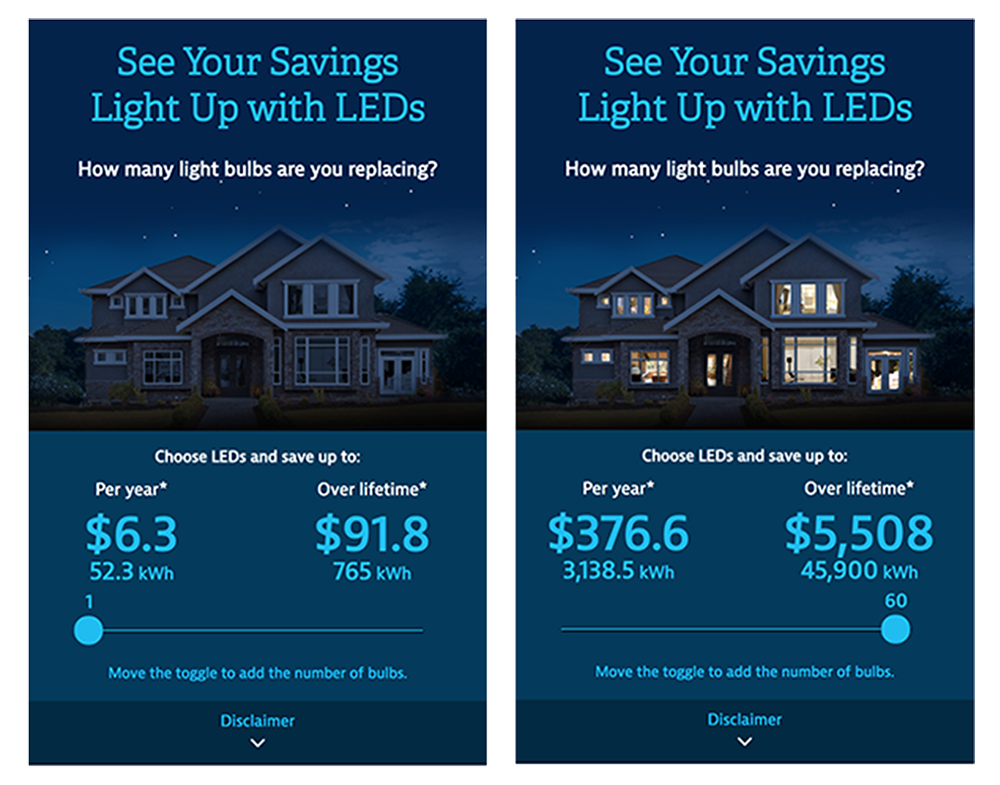 See Your Savings
Light Up with LEDs
How many light bulbs are you replacing?
Choose LEDs and save up to:
Per year* Over lifetime*
$6.3 $91.8
52.3 kWh 765 kWh
1
Move the toggle to add the number of bulbs.
Disclaimer
See Your Savings
Light Up with LEDs
How many light bulbs are you replacing?
Choose LEDs and save up to:
Per year* Over lifetime*
$376.6 $5,508
3,138.5 kWh 45,900 kWh
60
Move the toggle to add the number of bulbs.
Disclaimer